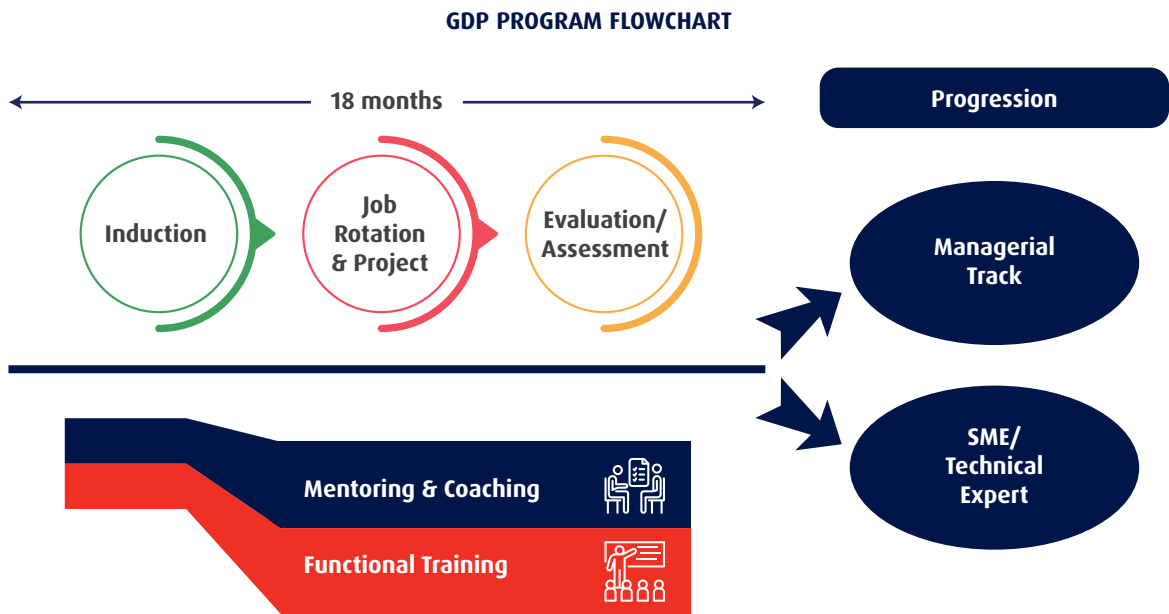 GDP PROGRAM FLOWCHART
18 months
Progression
Induction
Job
Rotation
& Project
Evaluation/
Assessment
Managerial
Track
SME/
Technical
Expert
Mentoring & Coaching
Functional Training